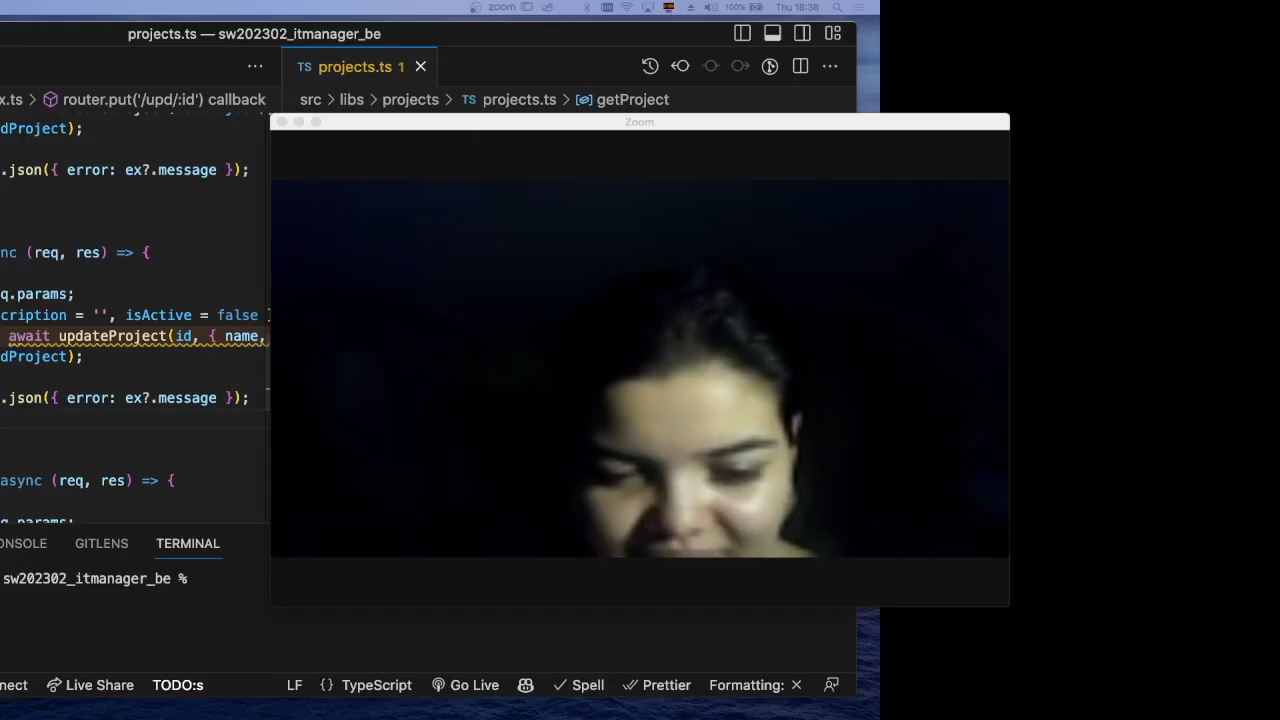 zoom 100% Thu 18:38
projects.ts — sw202302_itmanager_be
TS projects.ts 1
x.ts > router.put('/upd/:id') callback
src > libs > projects > TS projects.ts > getProject
Zoom
dProject);
.json({ error: ex?.message });
nc (req, res) => {
q.params;
cription = '', isActive = false }
await updateProject(id, { name,
dProject);
.json({ error: ex?.message });
async (req, res) => {
q.params;
ONSOLE GITLENS TERMINAL
sw202302_itmanager_be %
nect Live Share TODO:s LF {} TypeScript Go Live Spell Prettier Formatting: ×